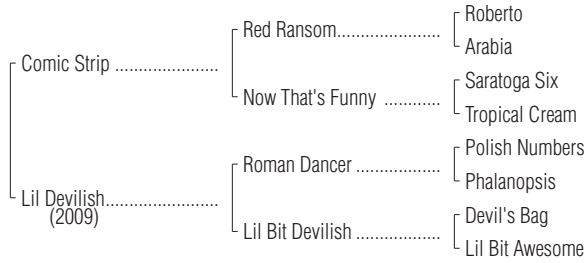 Roberto
Red Ransom....................
Arabia
Comic Strip ....................
Saratoga Six
Now That's Funny ...........
Tropical Cream
Polish Numbers
Roman Dancer ................
Phalanopsis
Lil Devilish......................
(2009)
Devil's Bag
Lil Bit Devilish ................
Lil Bit Awesome